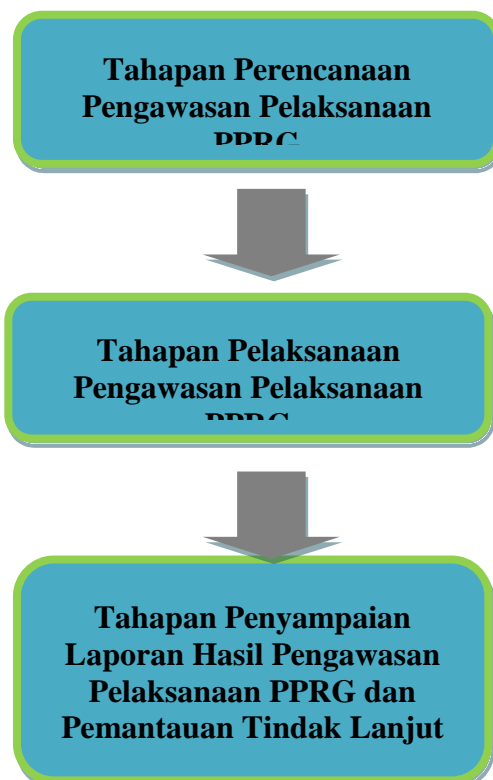 Tahapan Perencanaan
Pengawasan Pelaksanaan
PPRG
Tahapan Pelaksanaan
Pengawasan Pelaksanaan
PPRG
Tahapan Penyampaian
Laporan Hasil Pengawasan
Pelaksanaan PPRG dan
Pemantauan Tindak Lanjut